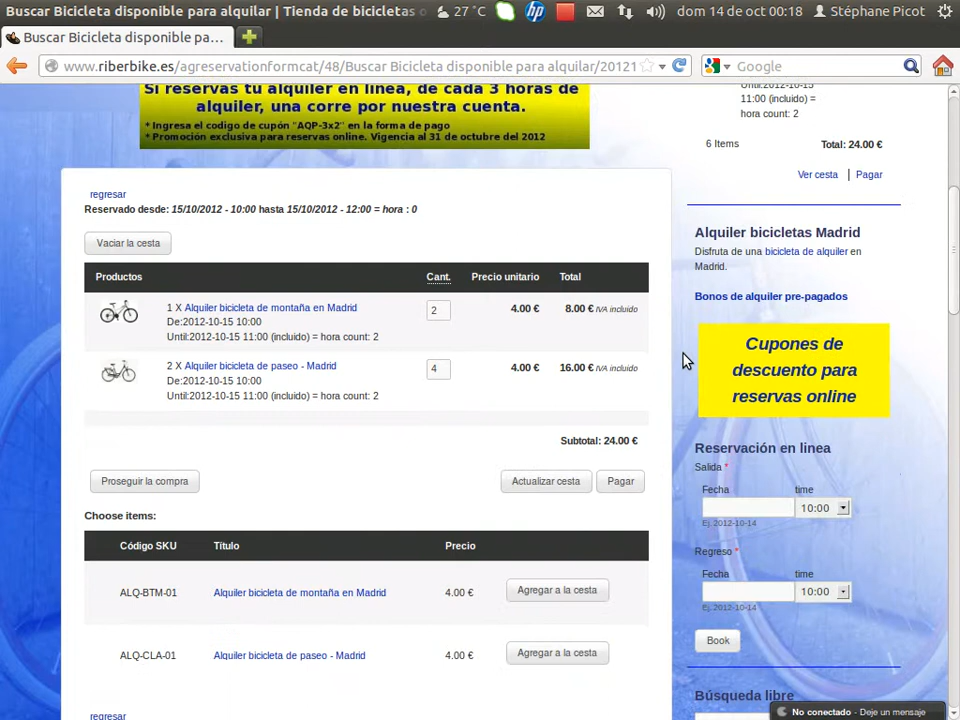 Buscar Bicicleta disponible para alquilar | Tienda de bicicletas
27 °C
hp
dom 14 de oct 00:18
Stéphane Picot
Buscar Bicicleta disponible pa...
www.riberbike.es/agreservationformcat/48/Buscar Bicicleta disponible para alquilar/20121
Google
Si reservas tu alquiler en linea, de cada 3 horas de
alquiler, una corre por nuestra cuenta.
* Ingresa el codigo de cupón "AQP-3x2" en la forma de pago
* Promoción exclusiva para reservas online. Vigencia al 31 de octubre del 2012
Until:2012-10-15
11:00 (incluido) =
hora count: 2
6 Items
Total: 24.00 €
Ver cesta | Pagar
regresar
Reservado desde: 15/10/2012 - 10:00 hasta 15/10/2012 - 12:00 = hora : 0
Vaciar la cesta
Productos Cant. Precio unitario Total
1 X Alquiler bicicleta de montaña en Madrid
De:2012-10-15 10:00
Until:2012-10-15 11:00 (incluido) = hora count: 2
2
4.00 €
8.00 € IVA incluido
2 X Alquiler bicicleta de paseo - Madrid
De:2012-10-15 10:00
Until:2012-10-15 11:00 (incluido) = hora count: 2
4
4.00 €
16.00 € IVA incluido
Subtotal: 24.00 €
Proseguir la compra
Actualizar cesta
Pagar
Choose items:
Código SKU Título Precio
ALQ-BTM-01 Alquiler bicicleta de montaña en Madrid 4.00 € Agregar a la cesta
ALQ-CLA-01 Alquiler bicicleta de paseo - Madrid 4.00 € Agregar a la cesta
regresar
Alquiler bicicletas Madrid
Disfruta de una bicicleta de alquiler en
Madrid.
Bonos de alquiler pre-pagados
Cupones de
descuento para
reservas online
Reservación en linea
Salida *
Fecha time
10:00
Ej. 2012-10-14
Regreso *
Fecha time
10:00
Ej. 2012-10-14
Book
Búsqueda libre
No conectado - Deje un mensaje